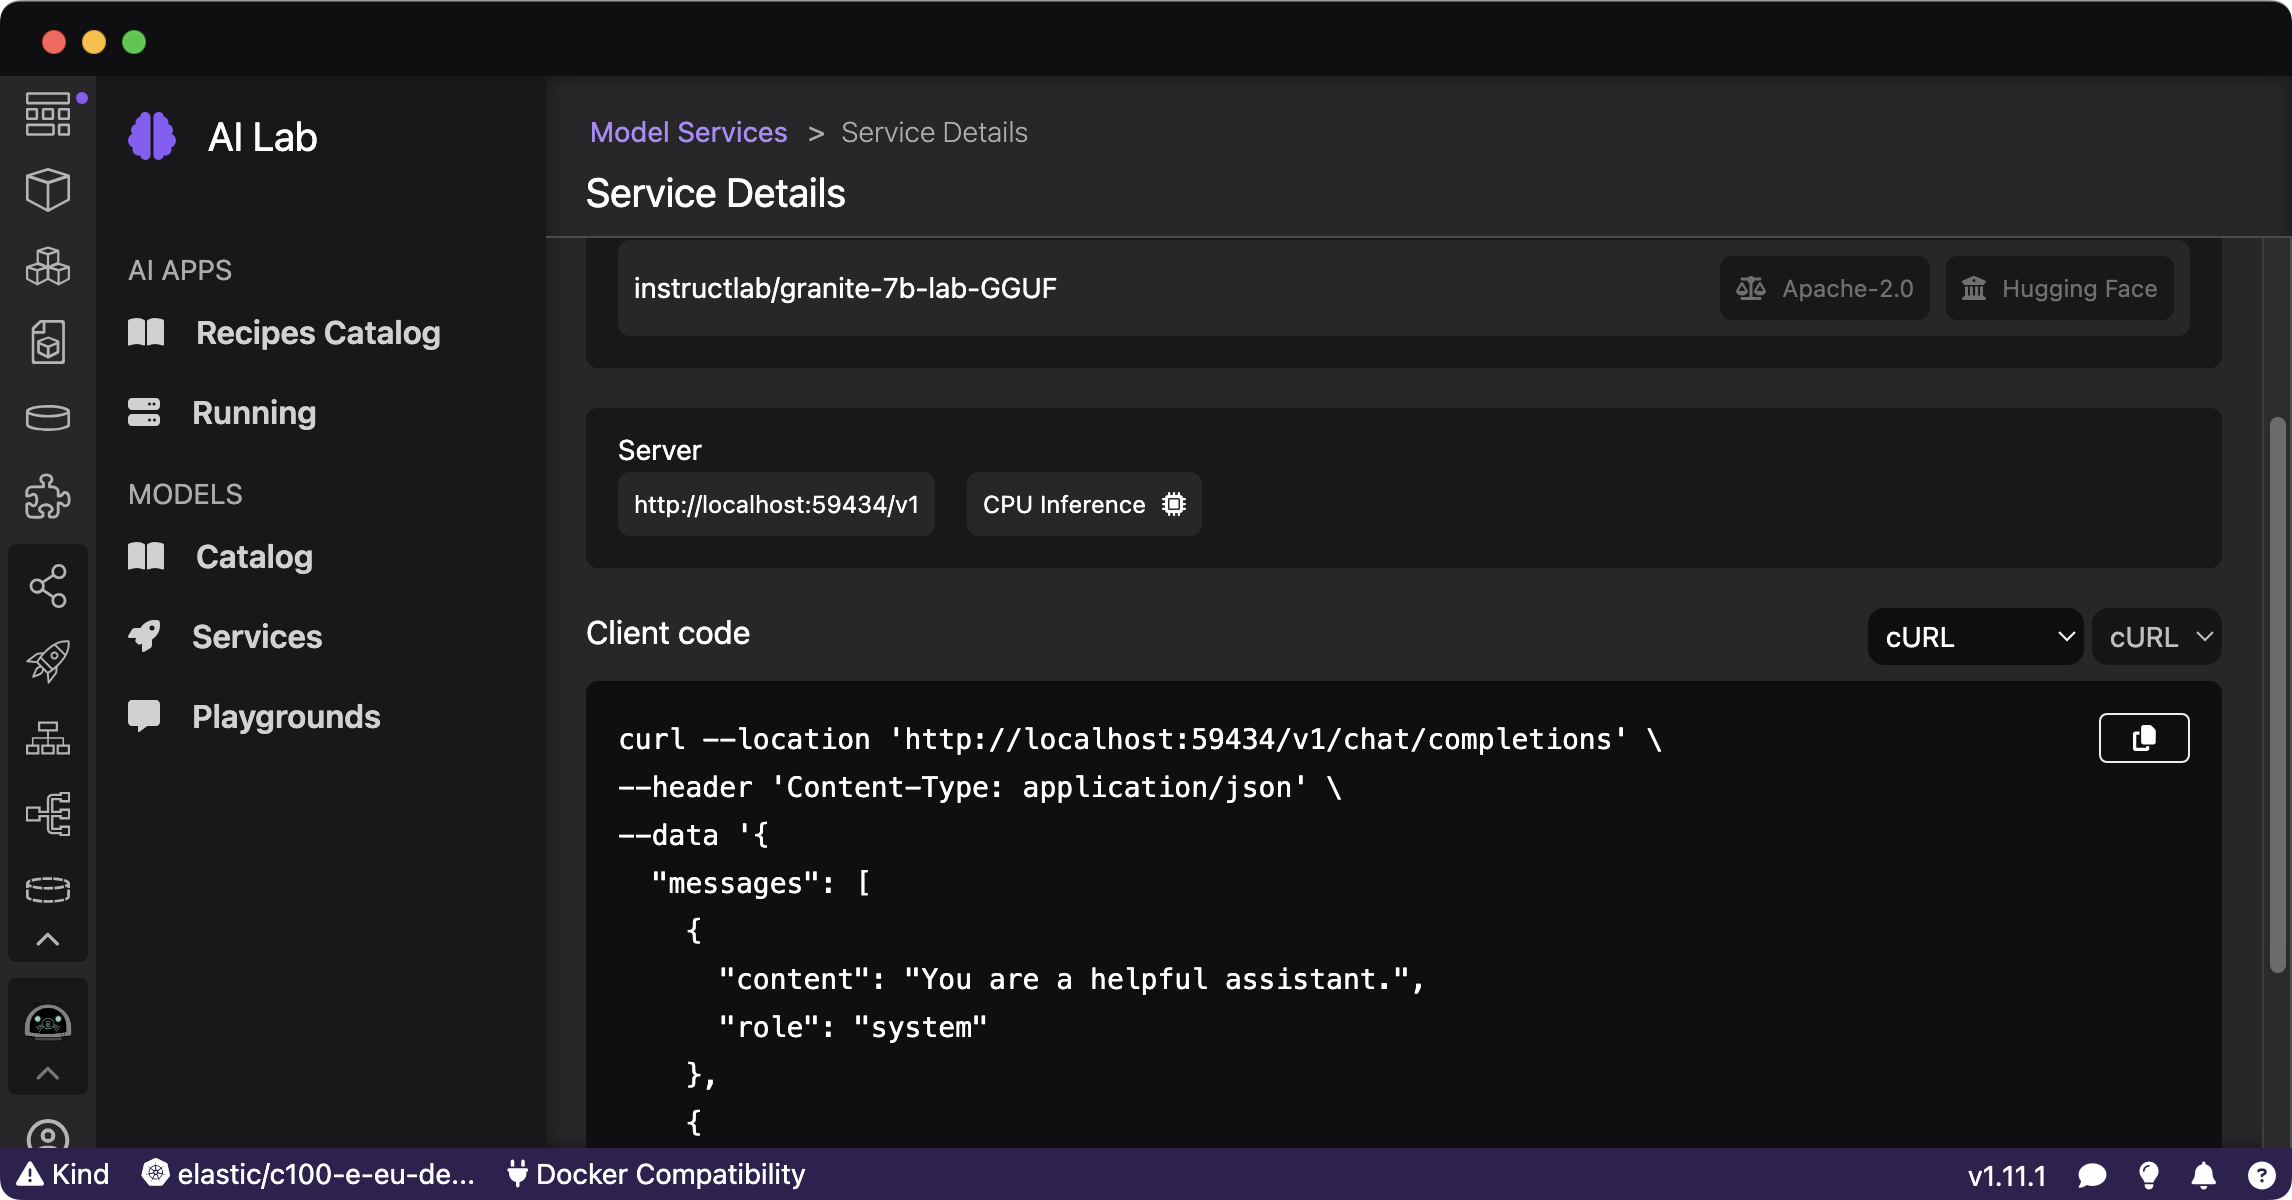 AI Lab
AI APPS
Recipes Catalog
Running
MODELS
Catalog
Services
Playgrounds
Model Services > Service Details
Service Details
instructlab/granite-7b-lab-GGUF
Apache-2.0
Hugging Face
Server
http://localhost:59434/v1
CPU Inference
Client code
cURL
cURL
curl --location 'http://localhost:59434/v1/chat/completions' \
--header 'Content-Type: application/json' \
--data '{
"messages": [
{
"content": "You are a helpful assistant.",
"role": "system"
},
{
Kind
elastic/c100-e-eu-de...
Docker Compatibility
v1.11.1